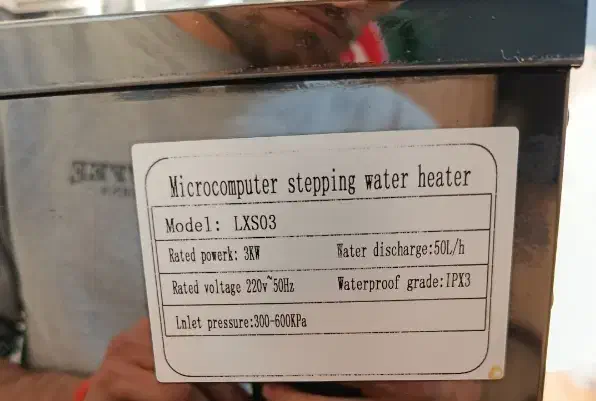 Microcomputer stepping water heater
Model: LXS03
Rated powerk: 3KW Water discharge:50L/h
Rated voltage 220v~50Hz Waterproof grade:IPX3
Lnlet pressure:300-600KPa